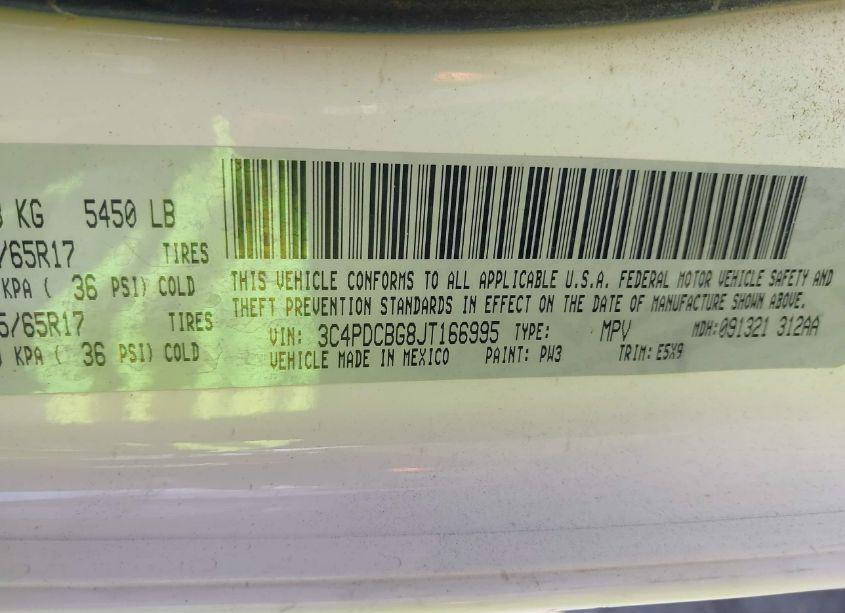 KG 5450 LB
/65R17 TIRES
KPA ( 36 PSI) COLD
5/65R17 TIRES
KPA ( 36 PSI) COLD
THIS VEHICLE CONFORMS TO ALL APPLICABLE U.S.A. FEDERAL MOTOR VEHICLE SAFETY AND
THEFT PREVENTION STANDARDS IN EFFECT ON THE DATE OF MANUFACTURE SHOWN ABOVE.
VIN: 3C4PDCBG8JT166995 TYPE: MPV MDH: 091321 312AA
VEHICLE MADE IN MEXICO PAINT: PW3 TRIM: E5X9